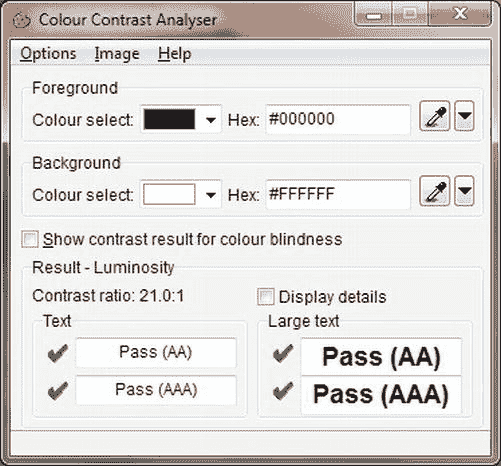 Colour Contrast Analyser
Options Image Help
Foreground
Colour select: Hex: #000000
Background
Colour select: Hex: #FFFFFF
Show contrast result for colour blindness
Result - Luminosity
Contrast ratio: 21.0:1 Display details
Text Large text
Pass (AA) Pass (AA)
Pass (AAA) Pass (AAA)